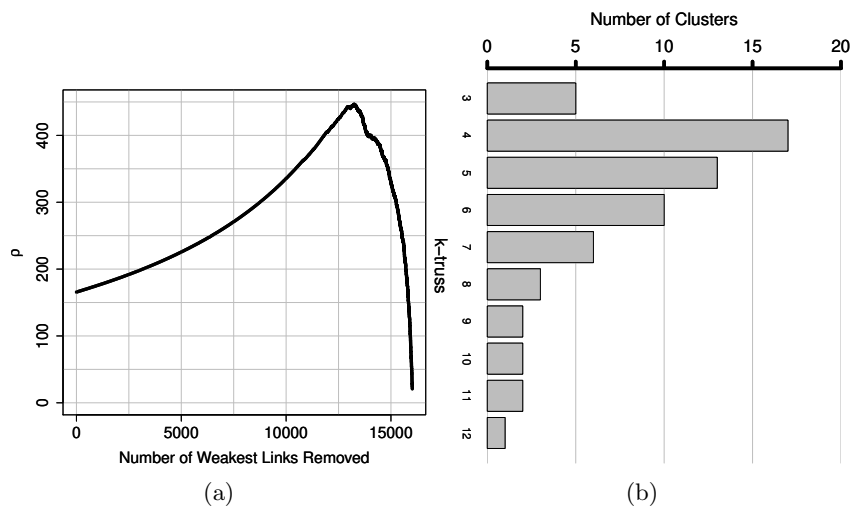 ρ
400
300
200
100
0
0 5000 10000 15000
Number of Weakest Links Removed
(a)
Number of Clusters
0 5 10 15 20
k−truss
3
4
5
6
7
8
9
10
11
12
(b)